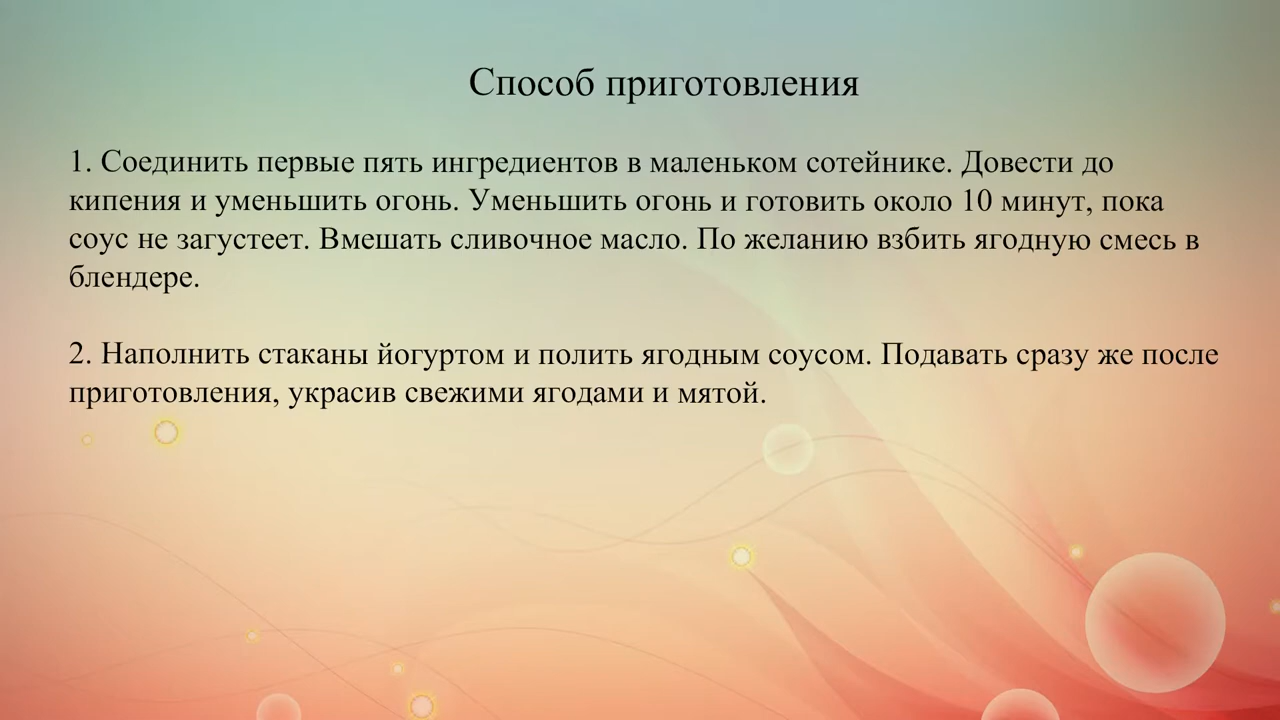 Способ приготовления
1. Соединить первые пять ингредиентов в маленьком сотейнике. Довести до
кипения и уменьшить огонь. Уменьшить огонь и готовить около 10 минут, пока
соус не загустеет. Вмешать сливочное масло. По желанию взбить ягодную смесь в
блендере.
2. Наполнить стаканы йогуртом и полить ягодным соусом. Подавать сразу же после
приготовления, украсив свежими ягодами и мятой.